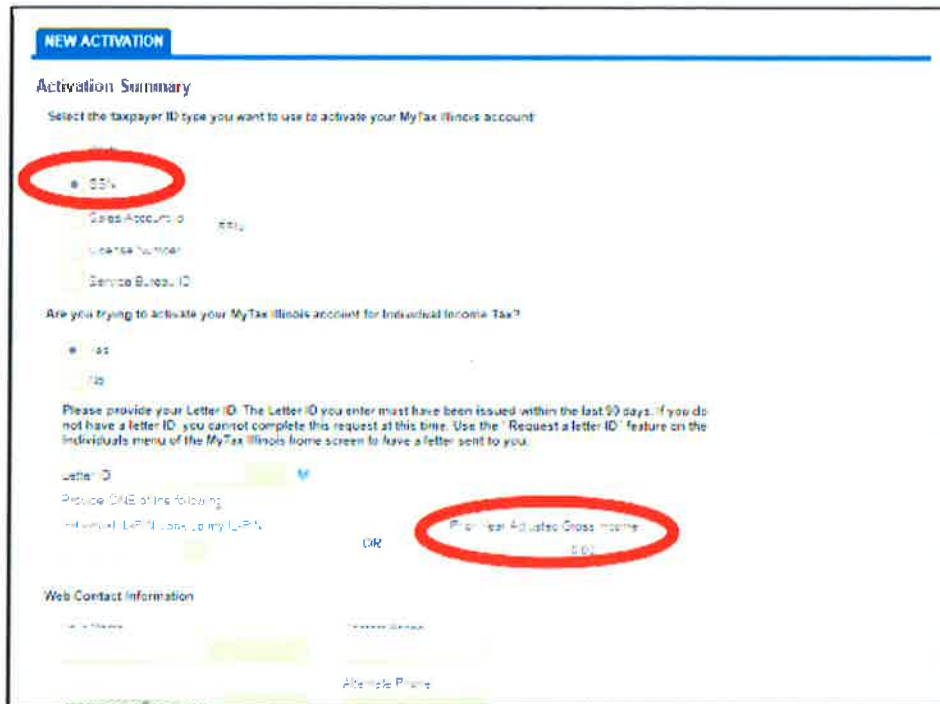 NEW ACTIVATION
Activation Summary
Select the taxpayer ID type you want to use to activate your MyTax Illinois account
SSN
Sales Account ID
License Number
Service Bureau ID
Are you trying to activate your MyTax Illinois account for Individual Income Tax?
Yes
No
Please provide your Letter ID. The Letter ID you enter must have been issued within the last 90 days. If you do
not have a letter ID, you cannot complete this request at this time. Use the "Request a letter ID" feature on the
Individuals menu of the MyTax Illinois home screen to have a letter sent to you.
Letter ID
Provide ONE of the following
OR
Prior Year Adjusted Gross Income
0.00
Web Contact Information
Alternate Phone